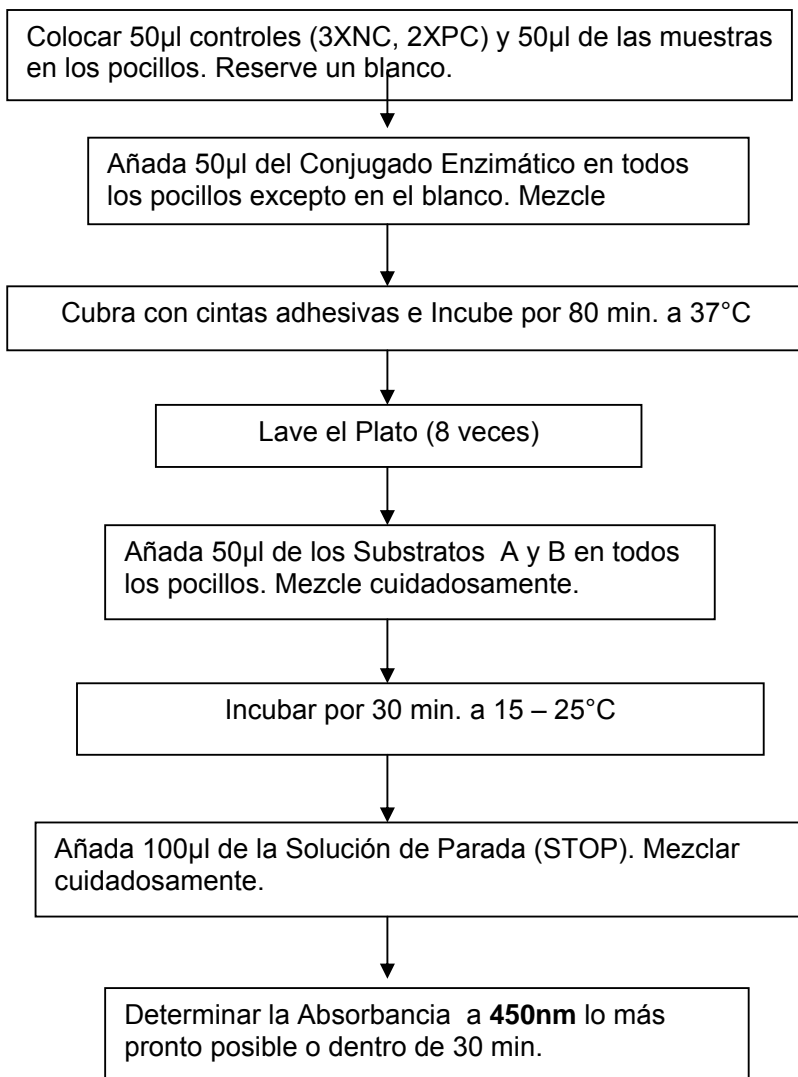 Colocar 50µl controles (3XNC, 2XPC) y 50µl de las muestras
en los pocillos. Reserve un blanco.
Añada 50µl del Conjugado Enzimático en todos
los pocillos excepto en el blanco. Mezcle
Cubra con cintas adhesivas e Incube por 80 min. a 37°C
Lave el Plato (8 veces)
Añada 50µl de los Substratos A y B en todos
los pocillos. Mezcle cuidadosamente.
Incubar por 30 min. a 15 – 25°C
Añada 100µl de la Solución de Parada (STOP). Mezclar
cuidadosamente.
Determinar la Absorbancia a 450nm lo más
pronto posible o dentro de 30 min.